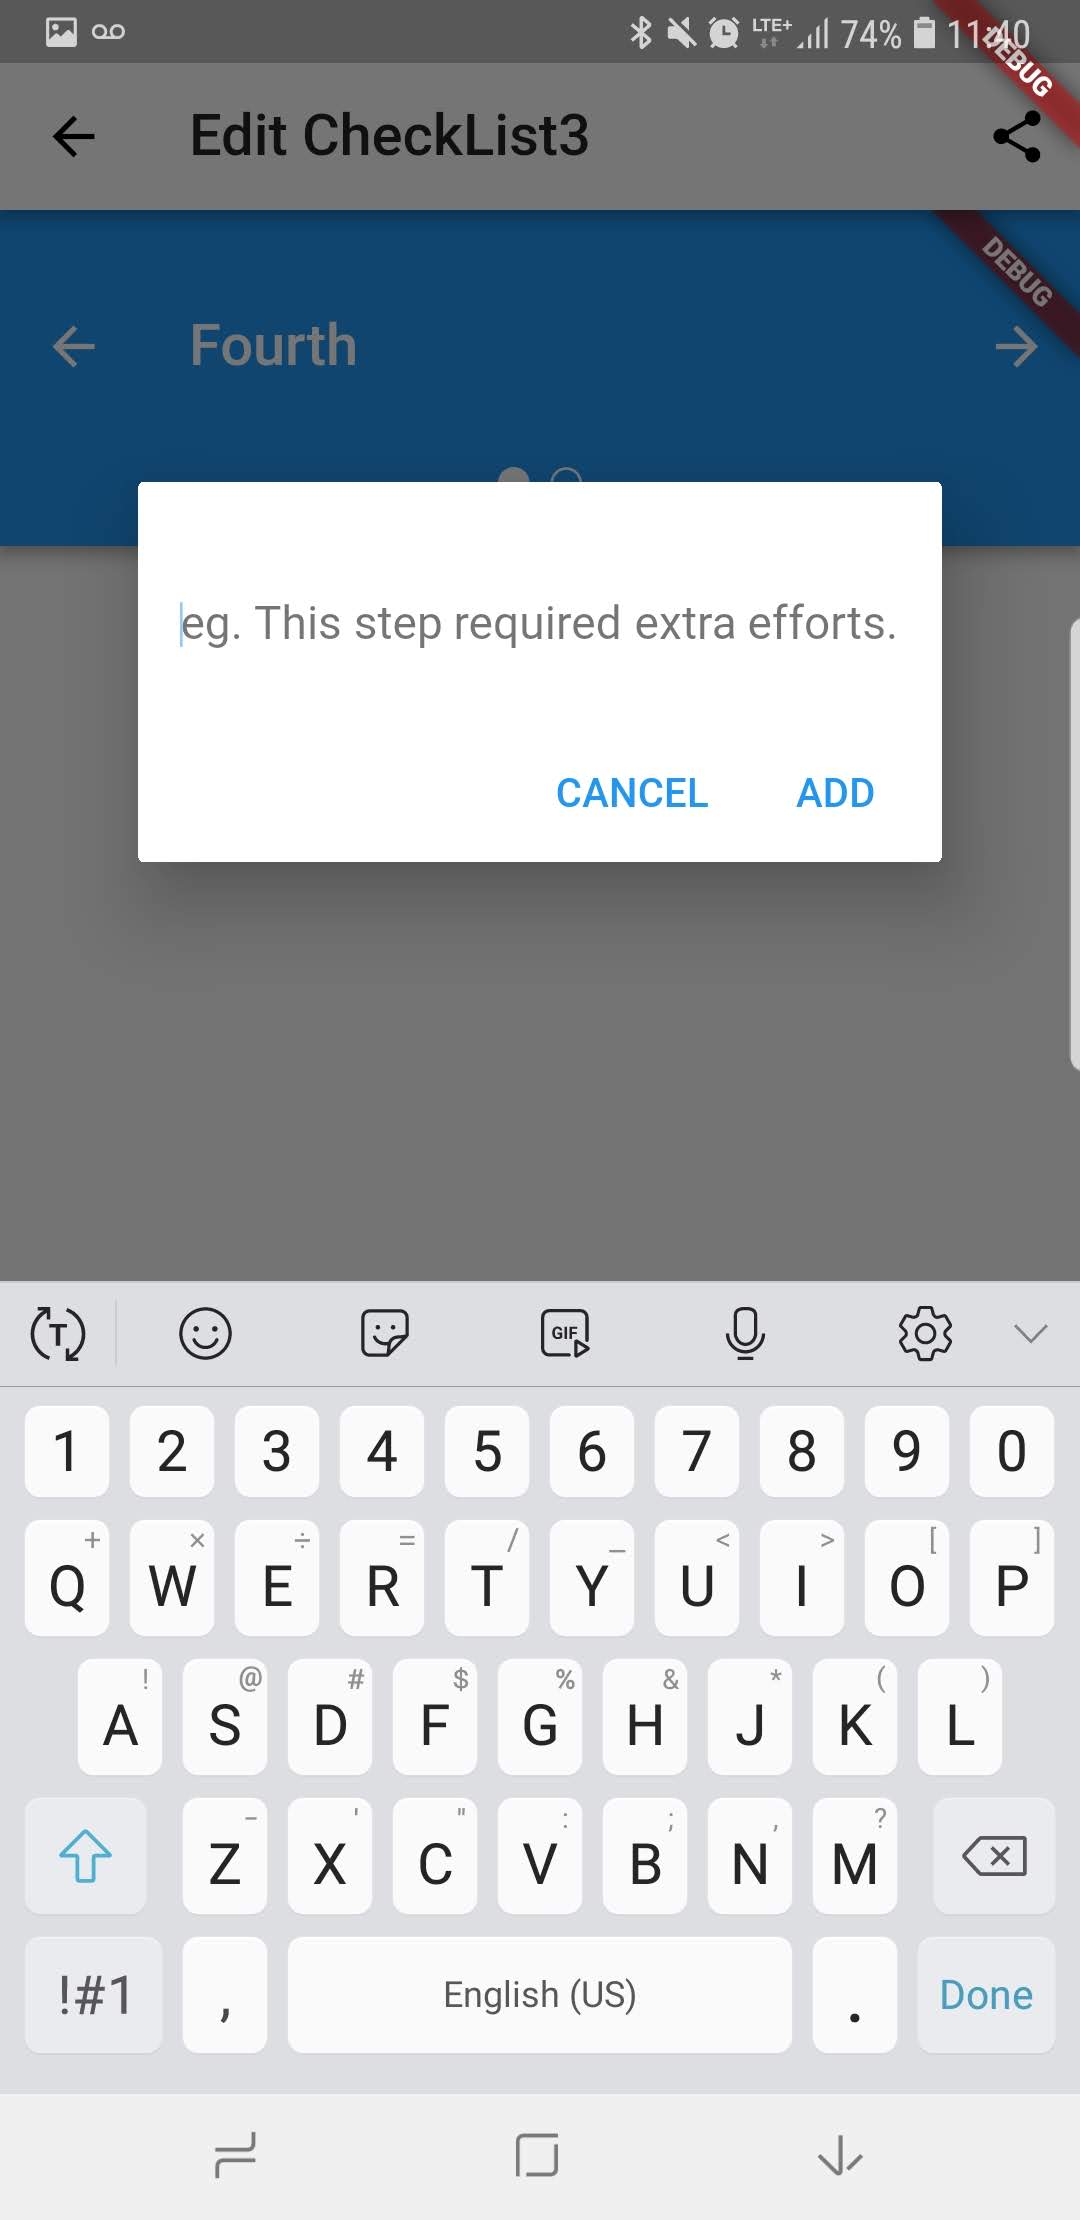 LTE+ 74% 11:40
DEBUG
Edit CheckList3
DEBUG
Fourth
eg. This step required extra efforts.
CANCEL ADD
T GIF
1 2 3 4 5 6 7 8 9 0
+ × ÷ = / _ < > [ ]
Q W E R T Y U I O P
! @ # $ % & * ( )
A S D F G H J K L
- ' " : ; , ?
Z X C V B N M
!#1 , English (US) . Done